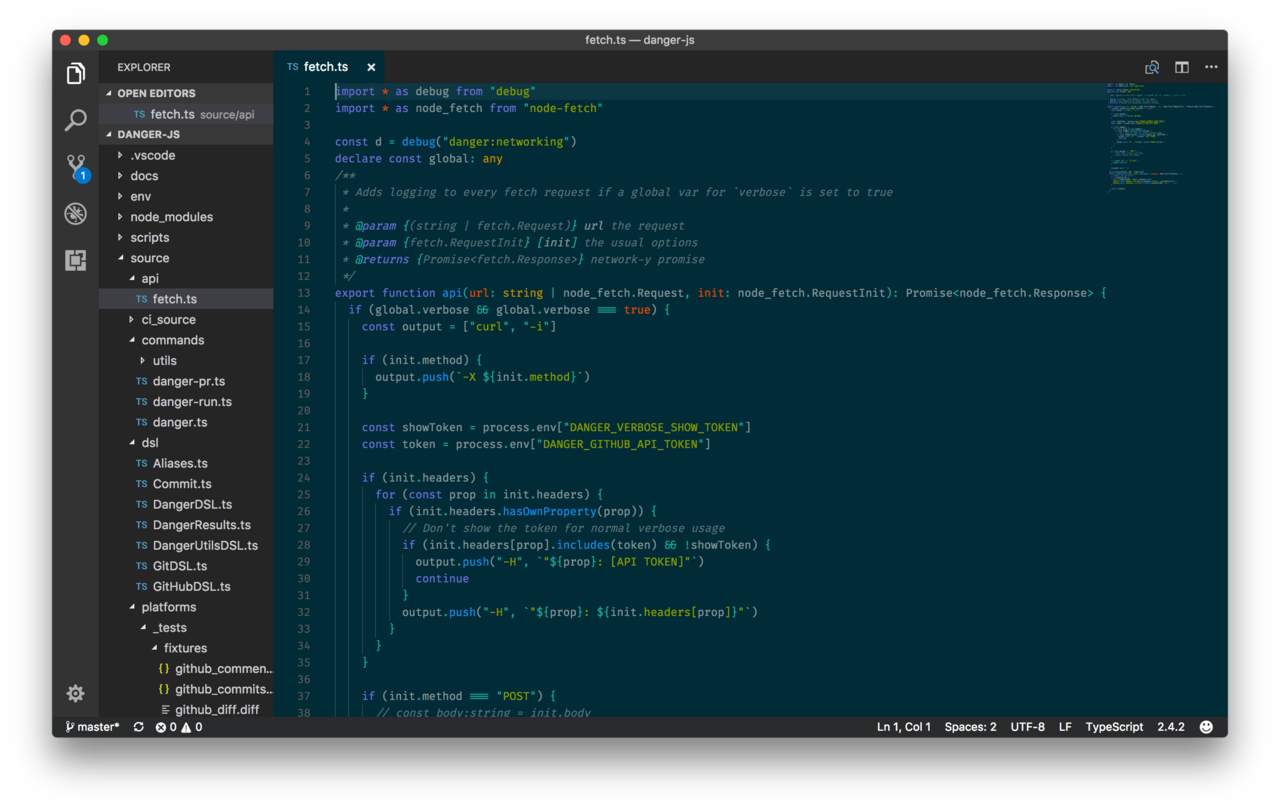 fetch.ts — danger-js
EXPLORER
OPEN EDITORS
TS fetch.ts source/api
DANGER-JS
.vscode
docs
env
node_modules
scripts
source
api
TS fetch.ts
ci_source
commands
utils
TS danger-pr.ts
TS danger-run.ts
TS danger.ts
dsl
TS Aliases.ts
TS Commit.ts
TS DangerDSL.ts
TS DangerResults.ts
TS DangerUtilsDSL.ts
TS GitDSL.ts
TS GitHubDSL.ts
platforms
_tests
fixtures
{} github_commen...
{} github_commits...
github_diff.diff
1
TS fetch.ts ×
1 import * as debug from "debug"
2 import * as node_fetch from "node-fetch"
3
4 const d = debug("danger:networking")
5 declare const global: any
6 /**
7 * Adds logging to every fetch request if a global var for `verbose` is set to true
8 *
9 * @param {(string | fetch.Request)} url the request
10 * @param {fetch.RequestInit} [init] the usual options
11 * @returns {Promise<fetch.Response>} network-y promise
12 */
13 export function api(url: string | node_fetch.Request, init: node_fetch.RequestInit): Promise<node_fetch.Response> {
14 if (global.verbose && global.verbose === true) {
15 const output = ["curl", "-i"]
16
17 if (init.method) {
18 output.push(`-X ${init.method}`)
19 }
20
21 const showToken = process.env["DANGER_VERBOSE_SHOW_TOKEN"]
22 const token = process.env["DANGER_GITHUB_API_TOKEN"]
23
24 if (init.headers) {
25 for (const prop in init.headers) {
26 if (init.headers.hasOwnProperty(prop)) {
27 // Don't show the token for normal verbose usage
28 if (init.headers[prop].includes(token) && !showToken) {
29 output.push("-H", `"${prop}: [API TOKEN]"`)
30 continue
31 }
32 output.push("-H", `"${prop}: ${init.headers[prop]}"`)
33 }
34 }
35 }
36
37 if (init.method === "POST") {
38 // const body:string = init.body
master* 0 0
Ln 1, Col 1 Spaces: 2 UTF-8 LF TypeScript 2.4.2